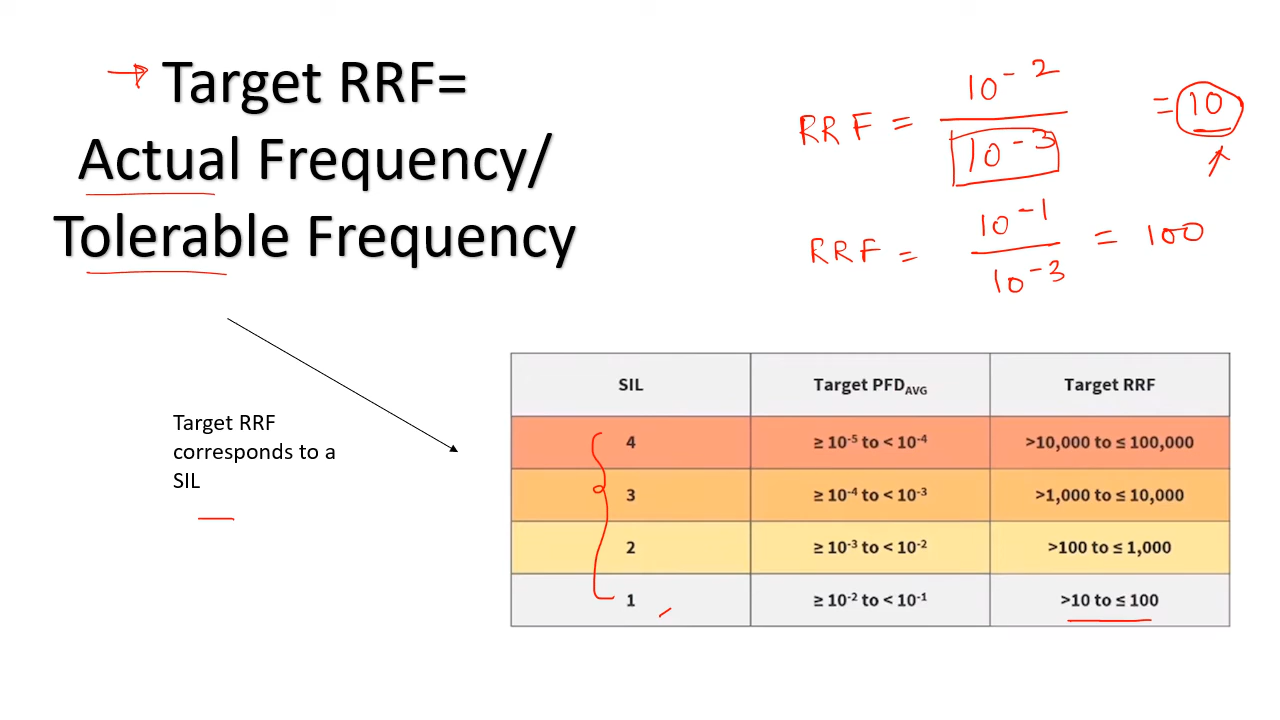 Target RRF=
Actual Frequency/
Tolerable Frequency
RRF = 10⁻² / 10⁻³ = 10
RRF = 10⁻¹ / 10⁻³ = 100
Target RRF
corresponds to a
SIL
SIL Target PFD_AVG Target RRF
4 ≥ 10⁻⁵ to < 10⁻⁴ >10,000 to ≤ 100,000
3 ≥ 10⁻⁴ to < 10⁻³ >1,000 to ≤ 10,000
2 ≥ 10⁻³ to < 10⁻² >100 to ≤ 1,000
1 ≥ 10⁻² to < 10⁻¹ >10 to ≤ 100